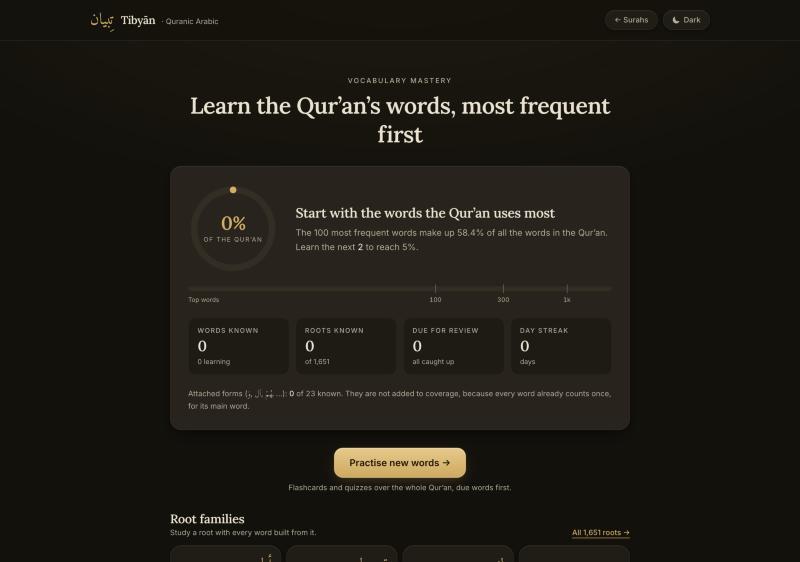 تِبيان Tibyān · Quranic Arabic
← Surahs
Dark
VOCABULARY MASTERY
Learn the Qur’an’s words, most frequent
first
0%
OF THE QUR’AN
Start with the words the Qur’an uses most
The 100 most frequent words make up 58.4% of all the words in the Qur’an.
Learn the next 2 to reach 5%.
Top words
100
300
1k
WORDS KNOWN
0
0 learning
ROOTS KNOWN
0
of 1,651
DUE FOR REVIEW
0
all caught up
DAY STREAK
0
days
Attached forms ( …): 0 of 23 known. They are not added to coverage, because every word already counts once,
for its main word.
Practise new words →
Flashcards and quizzes over the whole Qur’an, due words first.
Root families
Study a root with every word built from it.
All 1,651 roots →